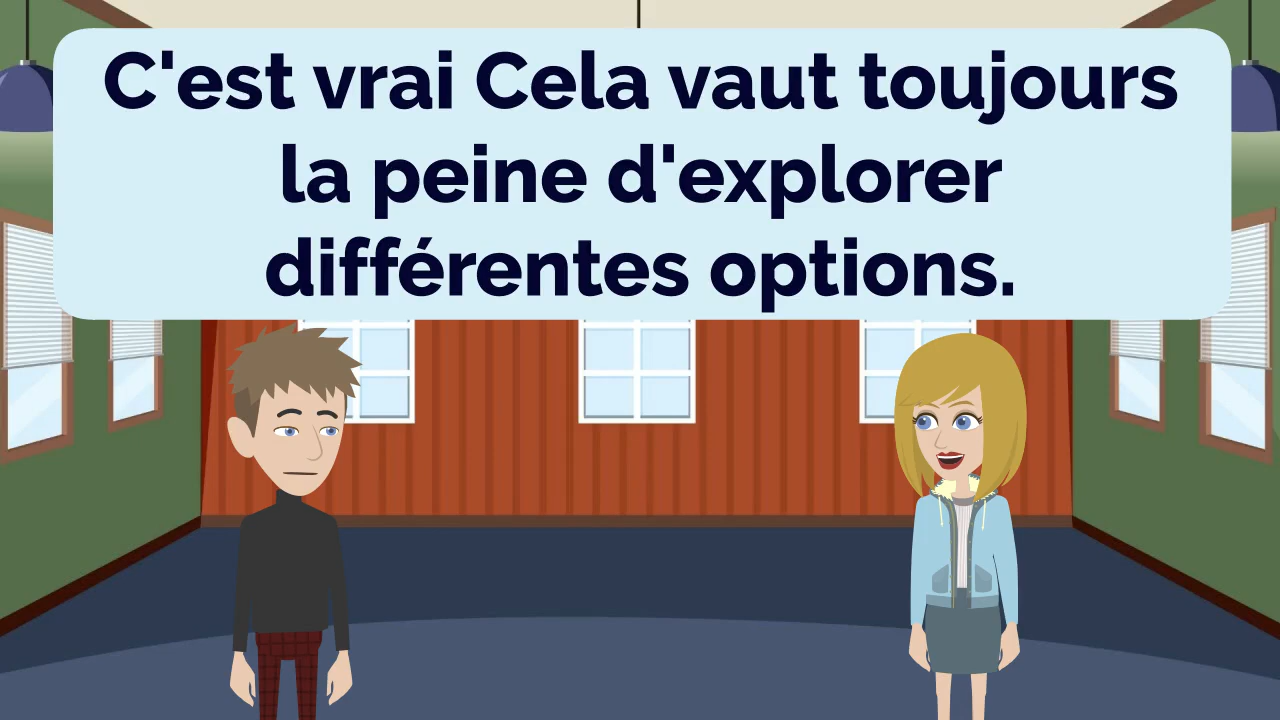 C'est vrai Cela vaut toujours
la peine d'explorer
différentes options.